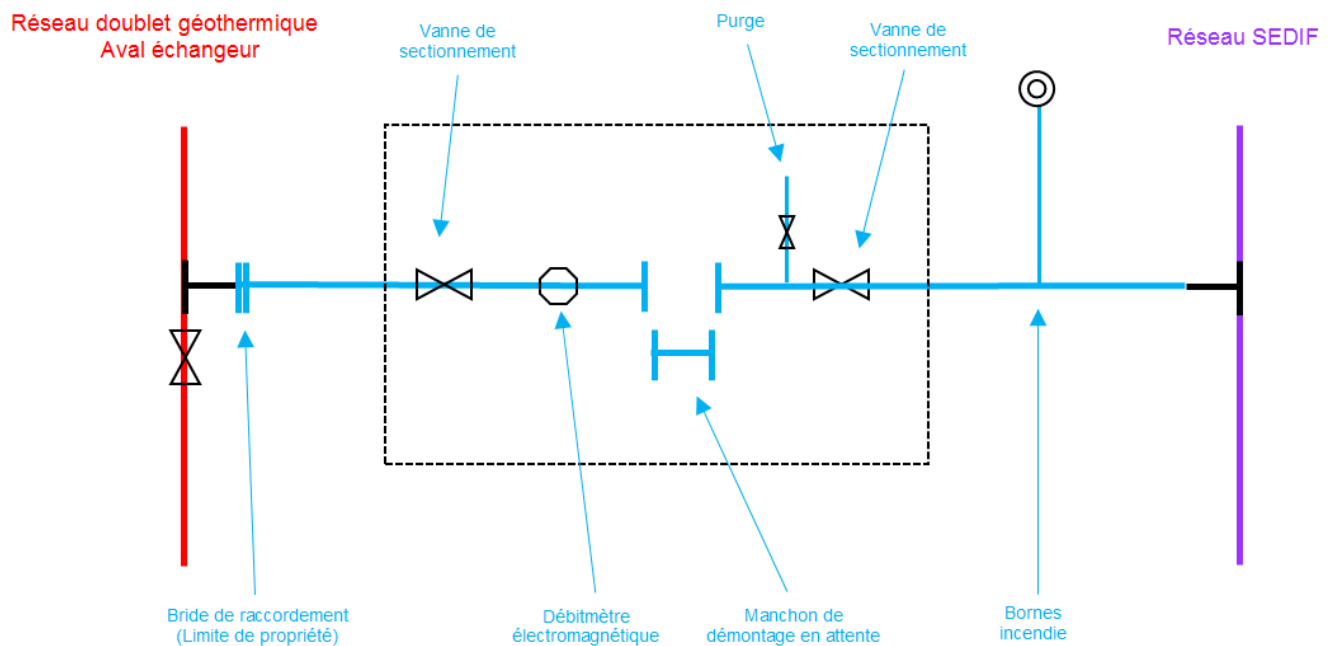 Réseau doublet géothermique
Aval échangeur
Vanne de
sectionnement
Purge
Vanne de
sectionnement
Réseau SEDIF
Bride de raccordement
(Limite de propriété)
Débitmètre
électromagnétique
Manchon de
démontage en attente
Bornes
incendie